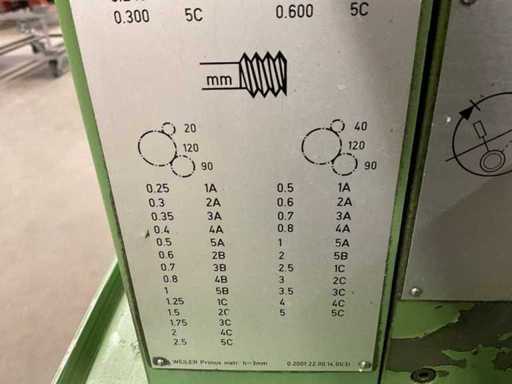 0.300 5C 0.600 5C
mm
20 40
120 120
90 90
0.25 1A 0.5 1A
0.3 2A 0.6 2A
0.35 3A 0.7 3A
0.4 4A 0.8 4A
0.5 5A 1 5A
0.6 2B 2 5B
0.7 3B 2.5 1C
0.8 4B 3 2C
1 5B 3.5 3C
1.25 1C 4 4C
1.5 2C 5 5C
1.75 3C
2 4C
2.5 5C
WEILER Primus metr. h=3mm